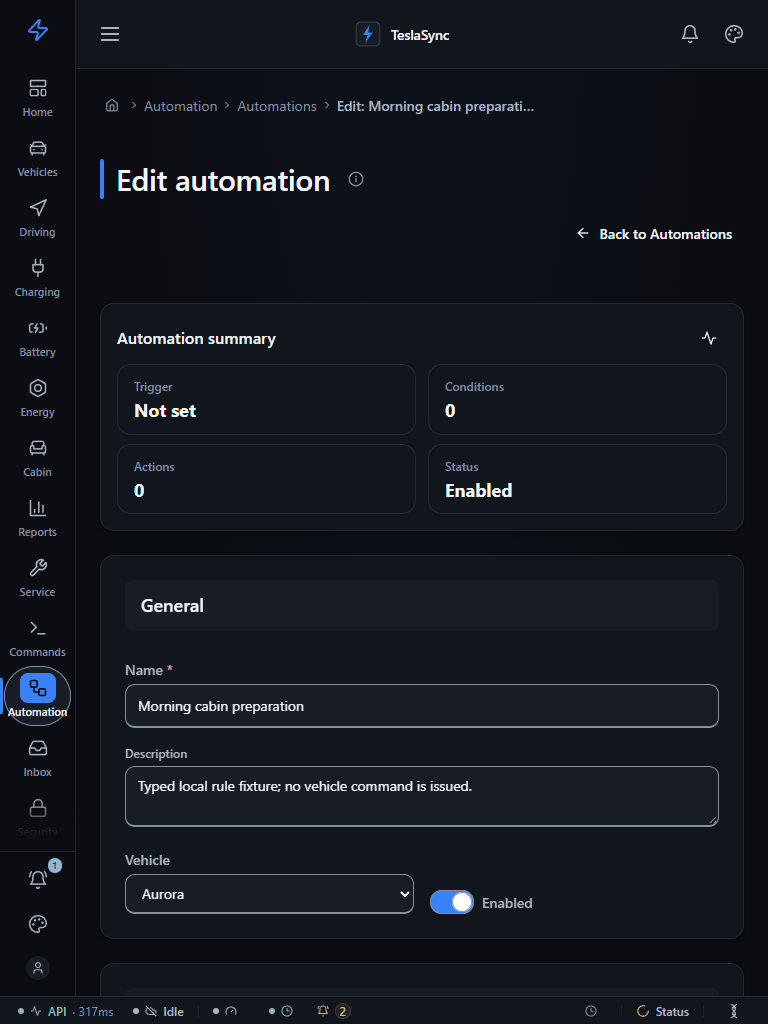 TeslaSync
Home
Vehicles
Driving
Charging
Battery
Energy
Cabin
Reports
Service
Commands
Automation
Inbox
Security
1
Automation
Automations
Edit: Morning cabin preparati...
Edit automation
Back to Automations
Automation summary
Trigger
Not set
Conditions
0
Actions
0
Status
Enabled
General
Name *
Morning cabin preparation
Description
Typed local rule fixture; no vehicle command is issued.
Vehicle
Aurora
Enabled
API · 317ms
Idle
2
Status